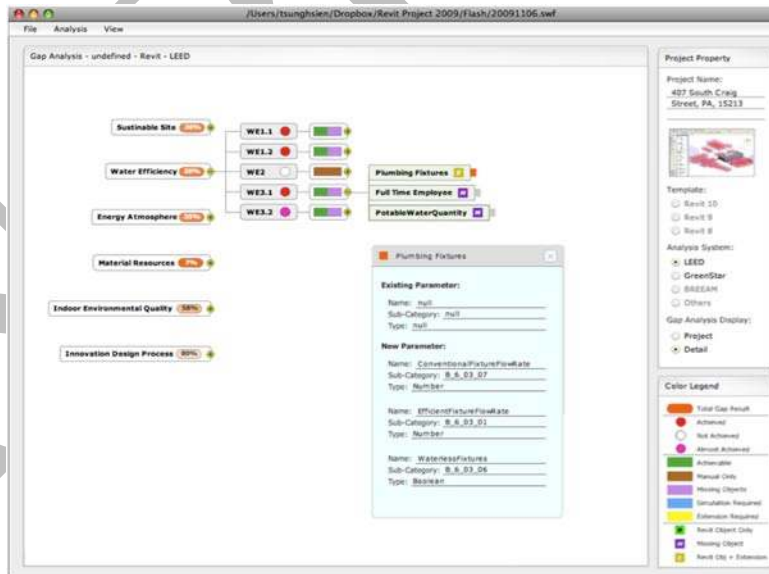 /Users/tsunghsien/Dropbox/Revit Project 2009/Flash/20091106.swf
File Analysis View
Gap Analysis - undefined - Revit - LEED
Sustinable Site
Water Efficiency
Energy Atmosphere
Material Resources 7%
Indoor Environmental Quality 58%
Innovation Design Process 80%
WE1.1
WE1.2
WE2
WE3.1
WE3.2
Plumbing Fixtures
Full Time Employee
PotableWaterQuantity
Plumbing Fixtures
Existing Parameter:
Name: null
Sub-Category: null
Type: null
New Parameter:
Name: ConventionalFixtureFlowRate
Sub-Category: B_6_03_07
Type: Number
Name: EfficientFixtureFlowRate
Sub-Category: B_6_03_01
Type: Number
Name: WaterlessFixtures
Sub-Category: B_6_03_06
Type: Boolean
Project Property
Project Name:
407 South Craig
Street, PA, 15213
Template:
Revit 10
Revit 9
Revit 8
Analysis System:
LEED
GreenStar
BREEAM
Others
Gap Analysis Display:
Project
Detail
Color Legend
Total Gap Result
Achieved
Not Achieved
Almost Achieved
Achievable
Manual Only
Missing Objects
Simulation Required
Extension Required
Revit Object Only
Missing Object
Revit Obj + Extension